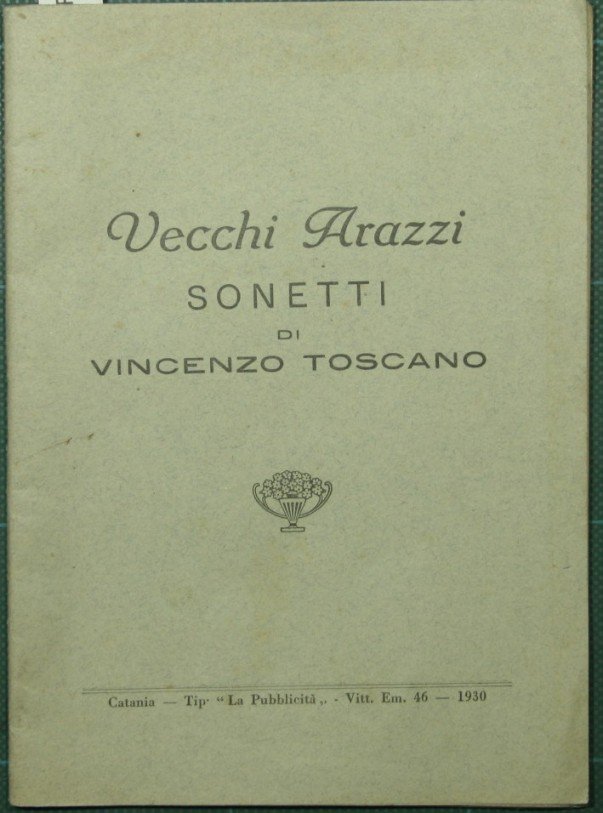 Vecchi Arazzi
SONETTI
DI
VINCENZO TOSCANO
Catania — Tip· “La Pubblicità„ - Vitt. Em. 46 — 1930